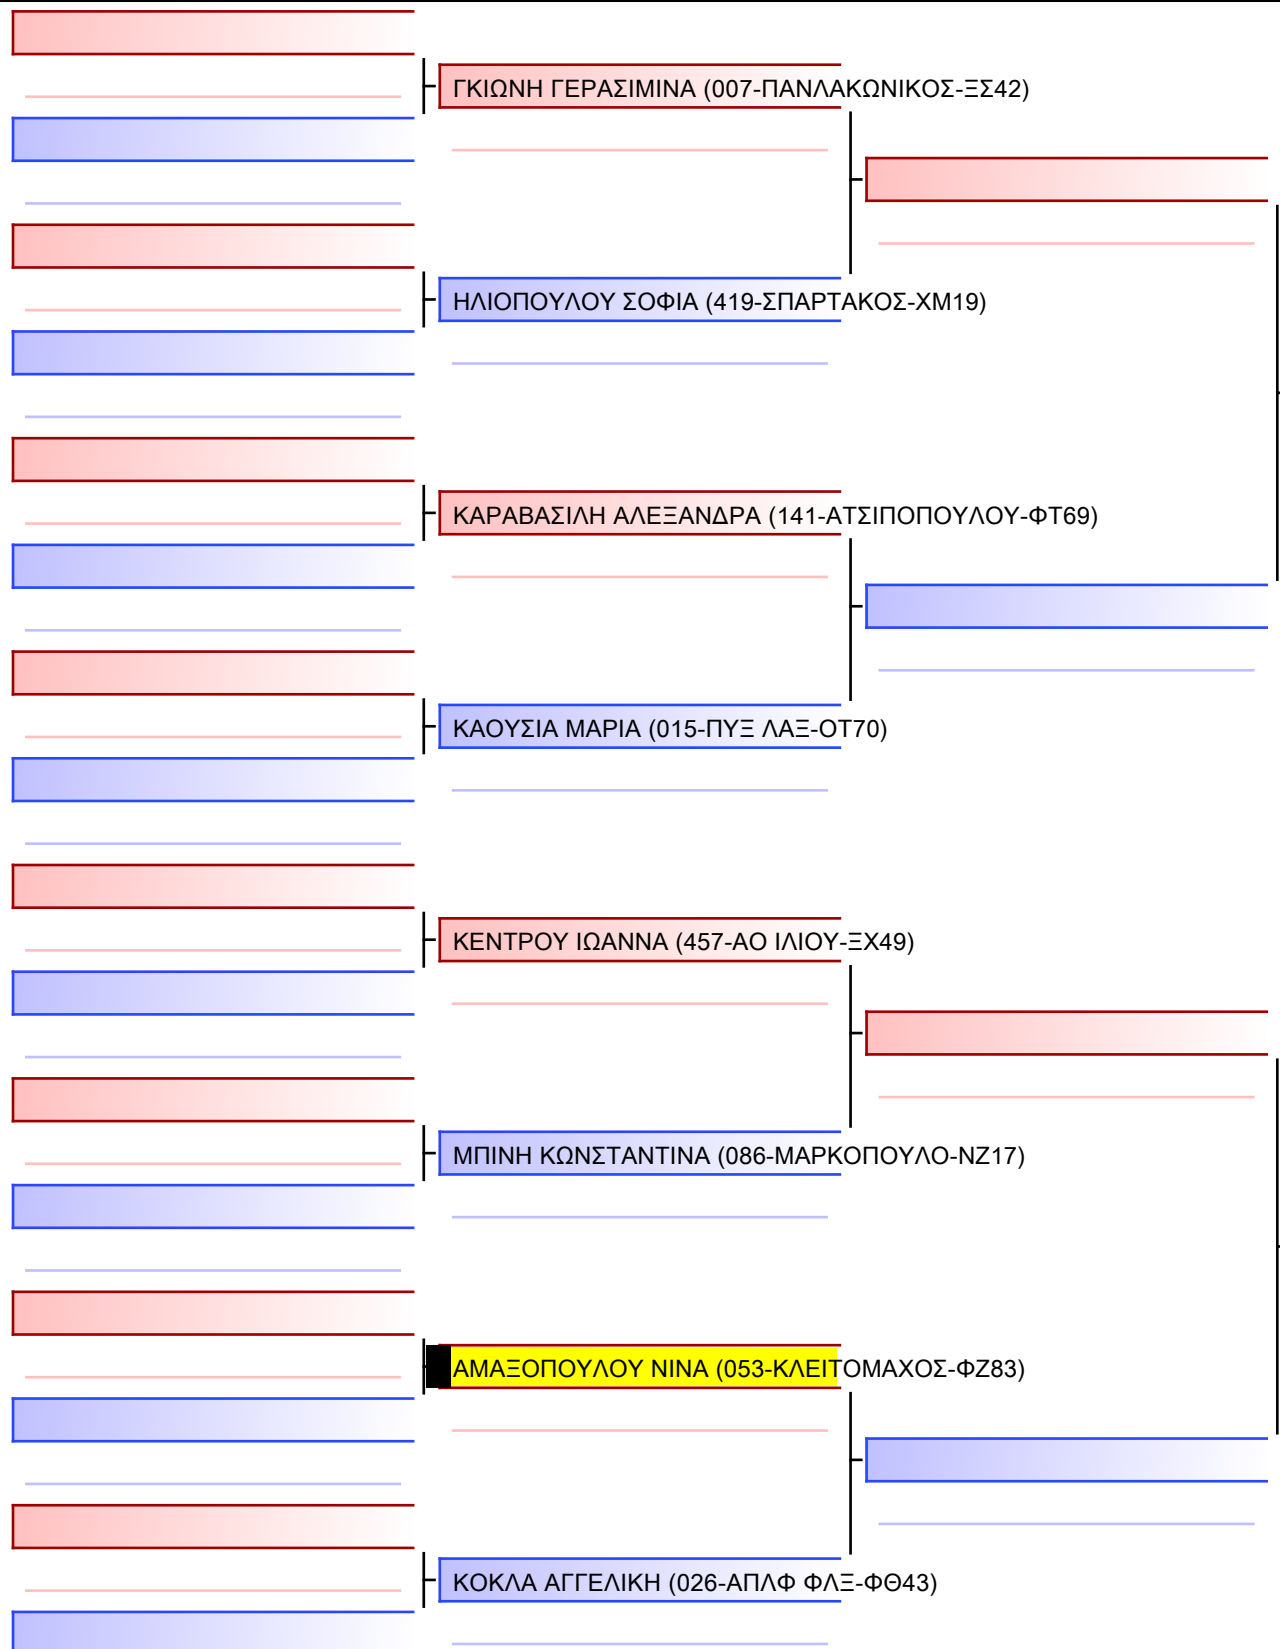 ΓΚΙΩΝΗ ΓΕΡΑΣΙΜΙΝΑ (007-ΠΑΝΛΑΚΩΝΙΚΟΣ-ΞΣ42)
ΗΛΙΟΠΟΥΛΟΥ ΣΟΦΙΑ (419-ΣΠΑΡΤΑΚΟΣ-ΧΜ19)
ΚΑΡΑΒΑΣΙΛΗ ΑΛΕΞΑΝΔΡΑ (141-ΑΤΣΙΠΟΠΟΥΛΟΥ-ΦΤ69)
ΚΑΟΥΣΙΑ ΜΑΡΙΑ (015-ΠΥΞ ΛΑΞ-ΟΤ70)
ΚΕΝΤΡΟΥ ΙΩΑΝΝΑ (457-ΑΟ ΙΛΙΟΥ-ΞΧ49)
ΜΠΙΝΗ ΚΩΝΣΤΑΝΤΙΝΑ (086-ΜΑΡΚΟΠΟΥΛΟ-ΝΖ17)
ΑΜΑΞΟΠΟΥΛΟΥ ΝΙΝΑ (053-ΚΛΕΙΤΟΜΑΧΟΣ-ΦΖ83)
ΚΟΚΛΑ ΑΓΓΕΛΙΚΗ (026-ΑΠΛΦ ΦΛΞ-ΦΘ43)